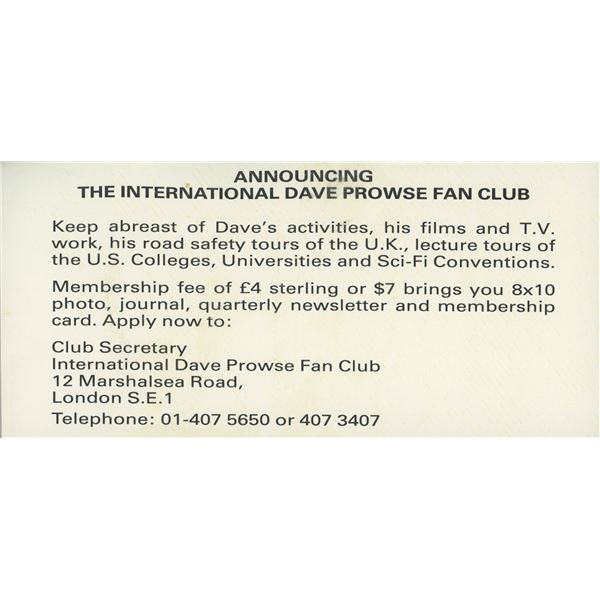 ANNOUNCING
THE INTERNATIONAL DAVE PROWSE FAN CLUB
Keep abreast of Dave's activities, his films and T.V.
work, his road safety tours of the U.K., lecture tours of
the U.S. Colleges, Universities and Sci-Fi Conventions.
Membership fee of £4 sterling or $7 brings you 8x10
photo, journal, quarterly newsletter and membership
card. Apply now to:
Club Secretary
International Dave Prowse Fan Club
12 Marshalsea Road,
London S.E.1
Telephone: 01-407 5650 or 407 3407